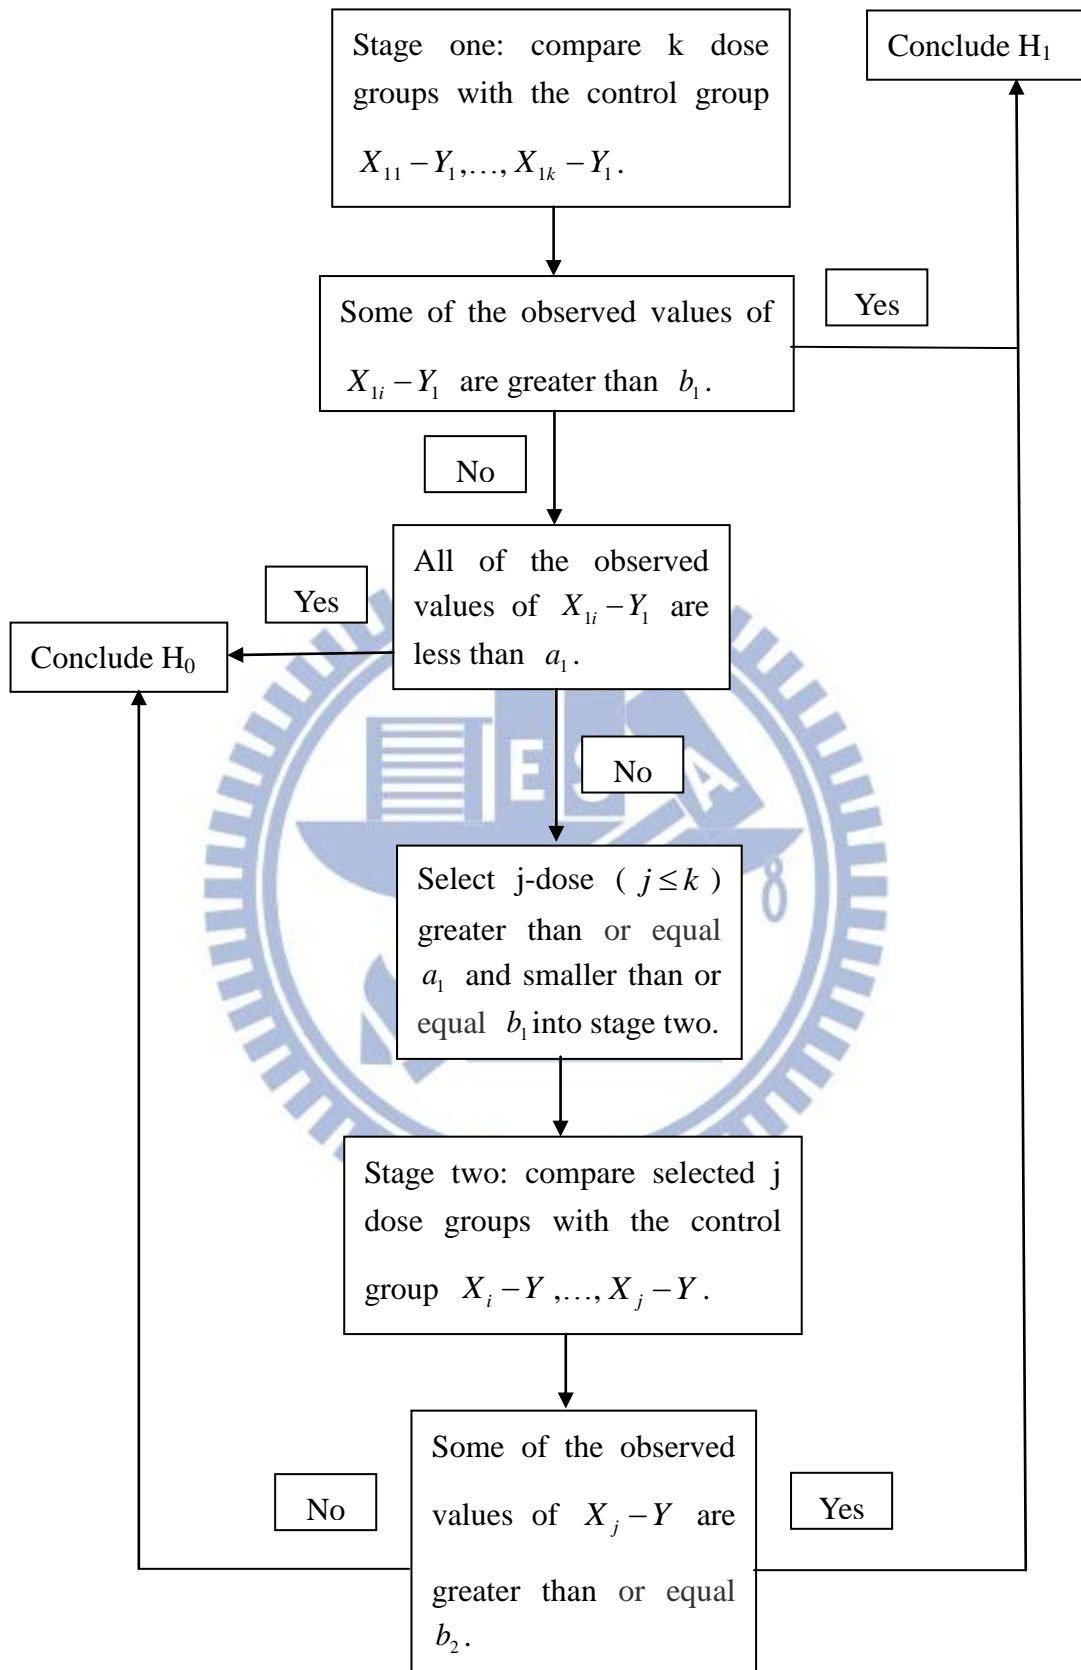 Stage one: compare k dose
groups with the control group
X₁₁ − Y₁,…, X₁ₖ − Y₁.
Conclude H₁
Some of the observed values of
X₁ᵢ − Y₁ are greater than b₁.
Yes
No
All of the observed
values of X₁ᵢ − Y₁ are
less than a₁.
Yes
Conclude H₀
E S A
No
Select j-dose ( j ≤ k )
greater than or equal
a₁ and smaller than or
equal b₁ into stage two.
8
Stage two: compare selected j
dose groups with the control
group Xᵢ − Y ,…, Xⱼ − Y.
Some of the observed
values of Xⱼ − Y are
greater than or equal
b₂.
No
Yes